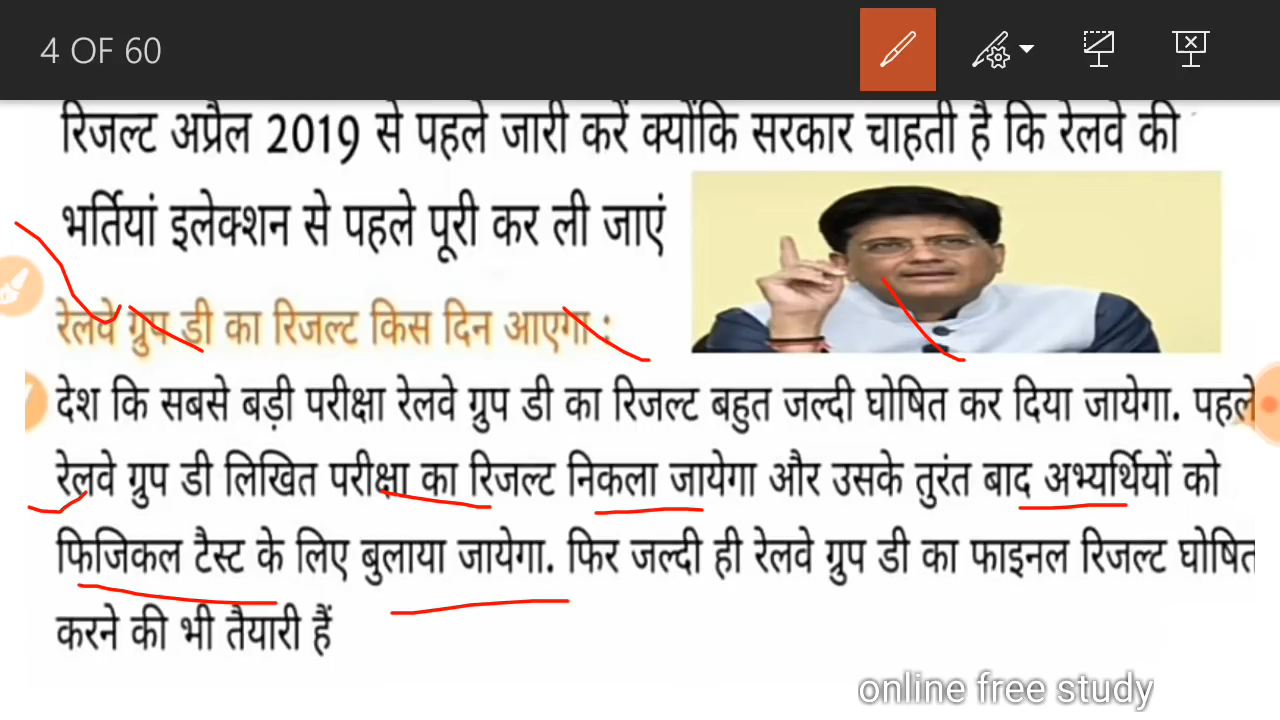 4 OF 60
रिजल्ट अप्रैल 2019 से पहले जारी करें क्योंकि सरकार चाहती है कि रेलवे की
भर्तियां इलेक्शन से पहले पूरी कर ली जाएं
रेलवे ग्रुप डी का रिजल्ट किस दिन आएगा :
देश कि सबसे बड़ी परीक्षा रेलवे ग्रुप डी का रिजल्ट बहुत जल्दी घोषित कर दिया जायेगा. पहले
रेलवे ग्रुप डी लिखित परीक्षा का रिजल्ट निकला जायेगा और उसके तुरंत बाद अभ्यर्थियों को
फिजिकल टैस्ट के लिए बुलाया जायेगा. फिर जल्दी ही रेलवे ग्रुप डी का फाइनल रिजल्ट घोषित
करने की भी तैयारी हैं
online free study